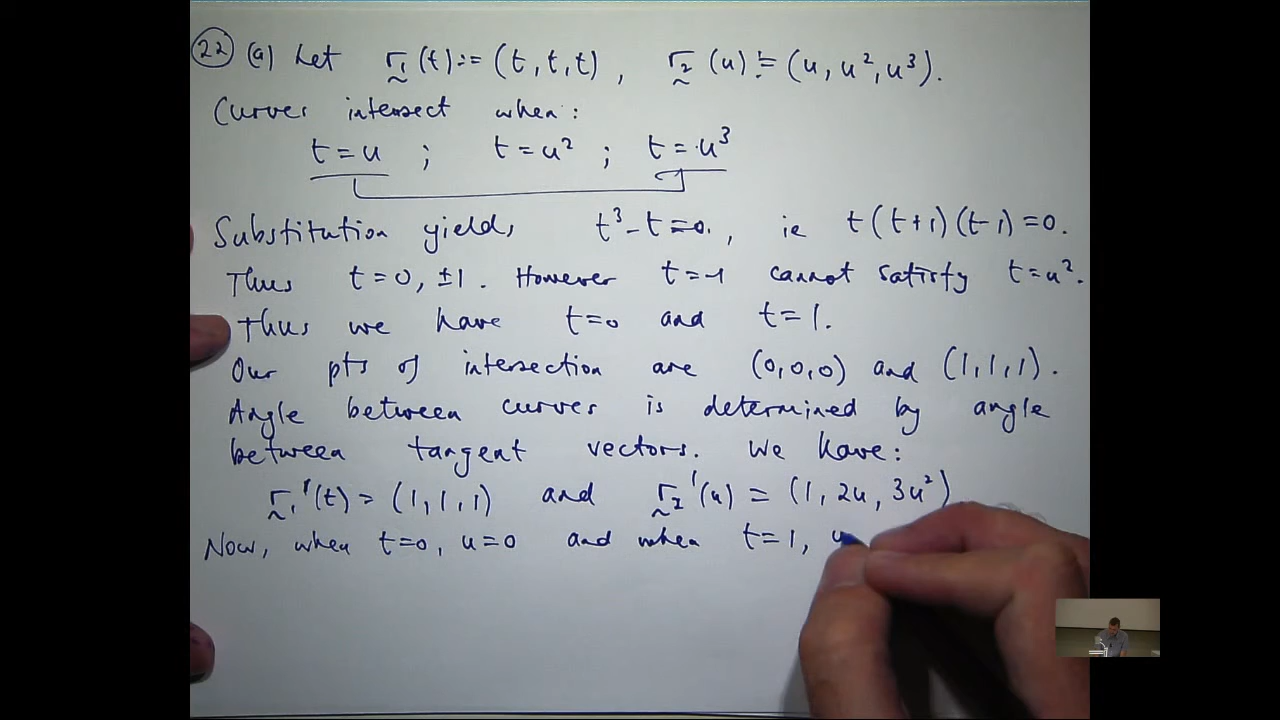 22 (a) Let r₁(t) := (t, t, t), r₂(u) := (u, u², u³).
Curves intersect when:
t = u ; t = u² ; t = u³
Substitution yields t³ - t = 0, ie t(t+1)(t-1) = 0.
Thus t = 0, ±1. However t = -1 cannot satisfy t = u².
Thus we have t = 0 and t = 1.
Our pts of intersection are (0,0,0) and (1,1,1).
Angle between curves is determined by angle
between tangent vectors. We have:
r₁'(t) = (1,1,1) and r₂'(u) = (1, 2u, 3u²)
Now, when t=0, u=0 and when t=1, u